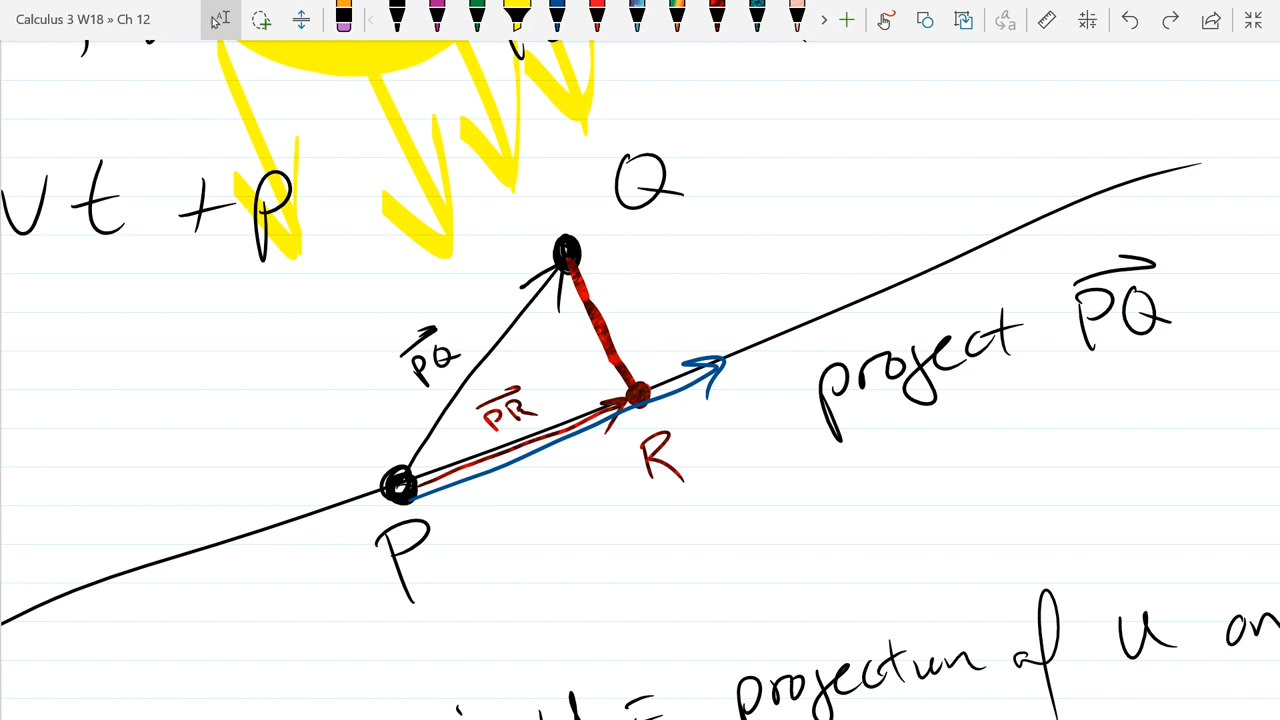 Calculus 3 W18 » Ch 12
Q
vt + p
project PQ
PQ
PR
R
P
projection of u on